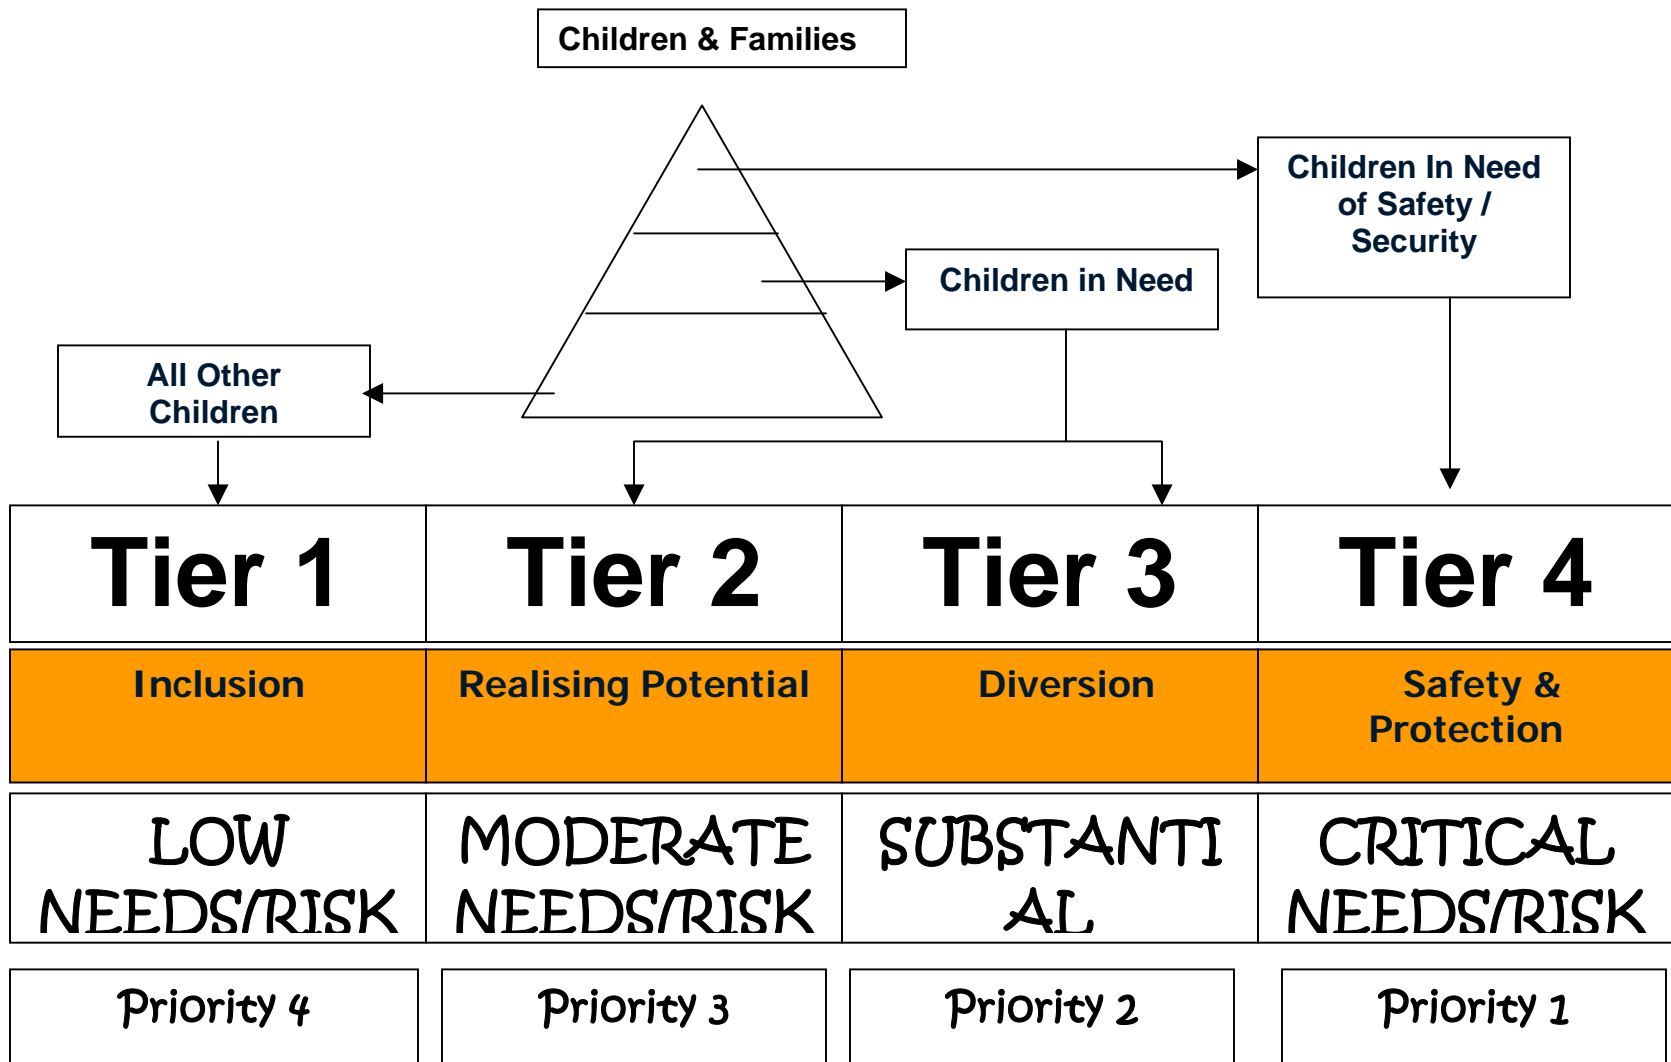 Children & Families
Children In Need
of Safety /
Security
Children in Need
All Other
Children
Tier 1
Tier 2
Tier 3
Tier 4
Inclusion
Realising Potential
Diversion
Safety &
Protection
LOW
NEEDS/RISK
MODERATE
NEEDS/RISK
SUBSTANTI
AL
CRITICAL
NEEDS/RISK
Priority 4
Priority 3
Priority 2
Priority 1